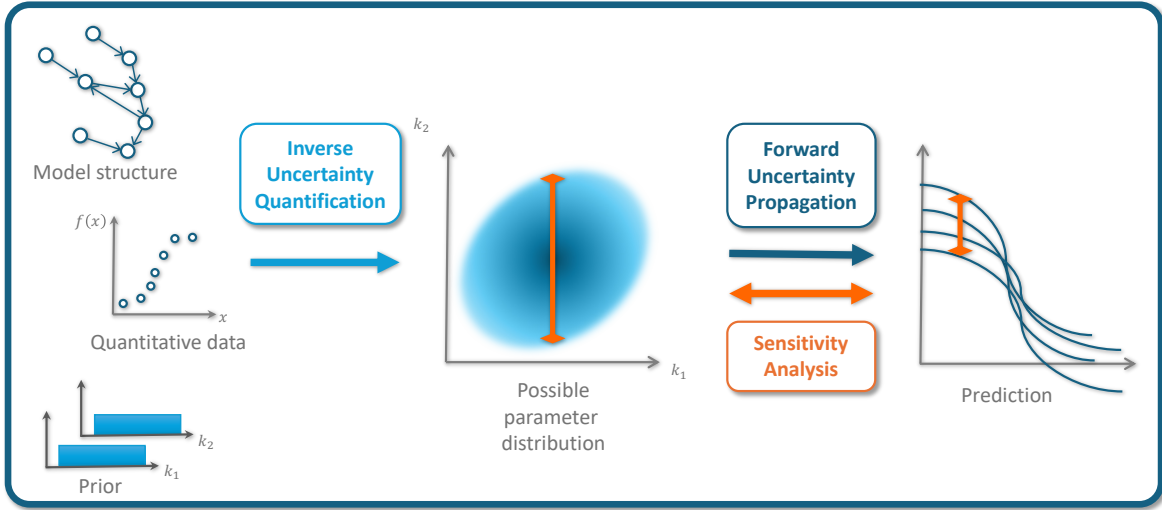 Model structure
f(x)
x
Quantitative data
k₂
k₁
Prior
Inverse
Uncertainty
Quantification
k₂
k₁
Possible
parameter
distribution
Forward
Uncertainty
Propagation
Sensitivity
Analysis
Prediction